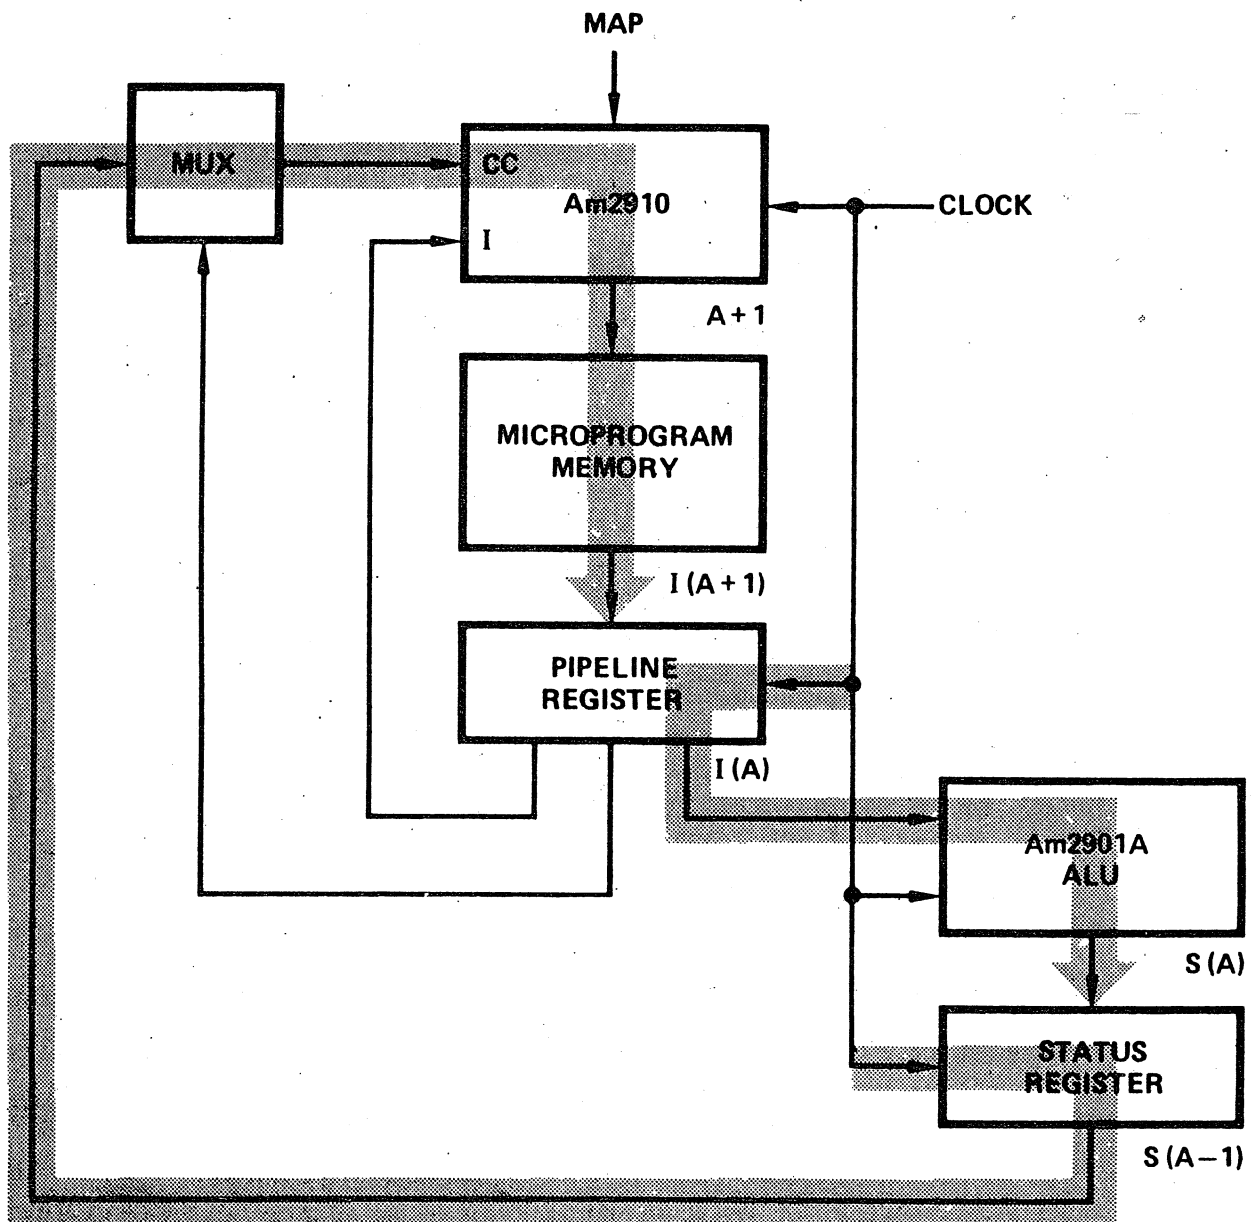 MAP
MUX
CC
Am2910
I
CLOCK
A+1
MICROPROGRAM
MEMORY
I (A+1)
PIPELINE
REGISTER
I (A)
Am2901A
ALU
S (A)
STATUS
REGISTER
S (A−1)